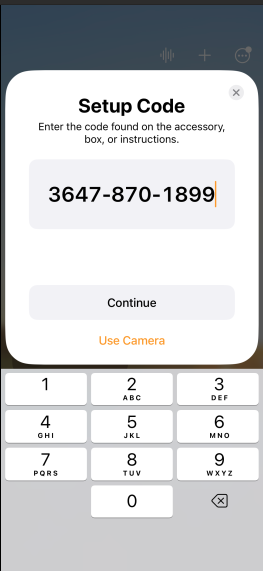 Setup Code
Enter the code found on the accessory,
box, or instructions.
3647-870-1899
Continue
Use Camera
1 2 3
ABC DEF
4 5 6
GHI JKL MNO
7 8 9
PQRS TUV WXYZ
0